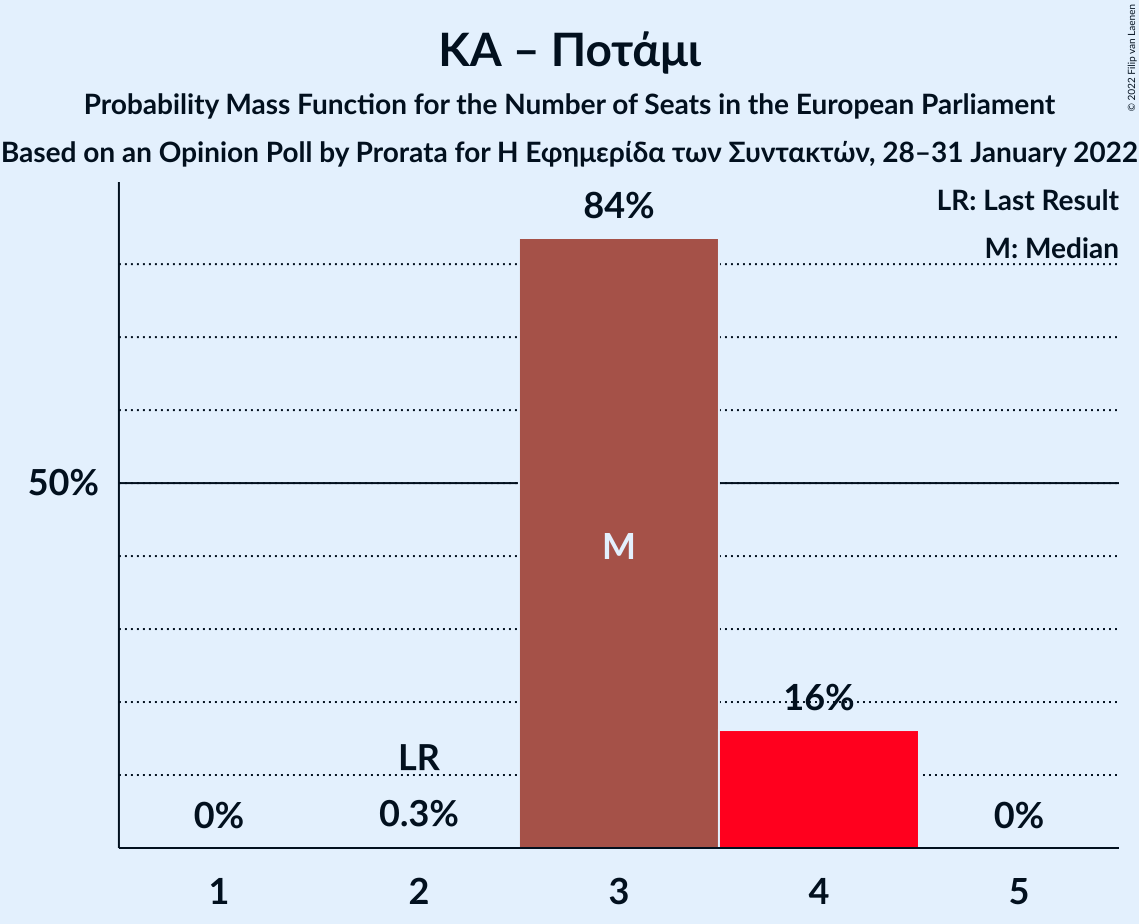 ΚΑ – Ποτάμι
Probability Mass Function for the Number of Seats in the European Parliament
Based on an Opinion Poll by Prorata for Η Εφημερίδα των Συντακτών, 28–31 January 2022
© 2022 Filip van Laenen
LR: Last Result
M: Median
84%
50%
M
16%
LR
0%
0.3%
0%
1
2
3
4
5